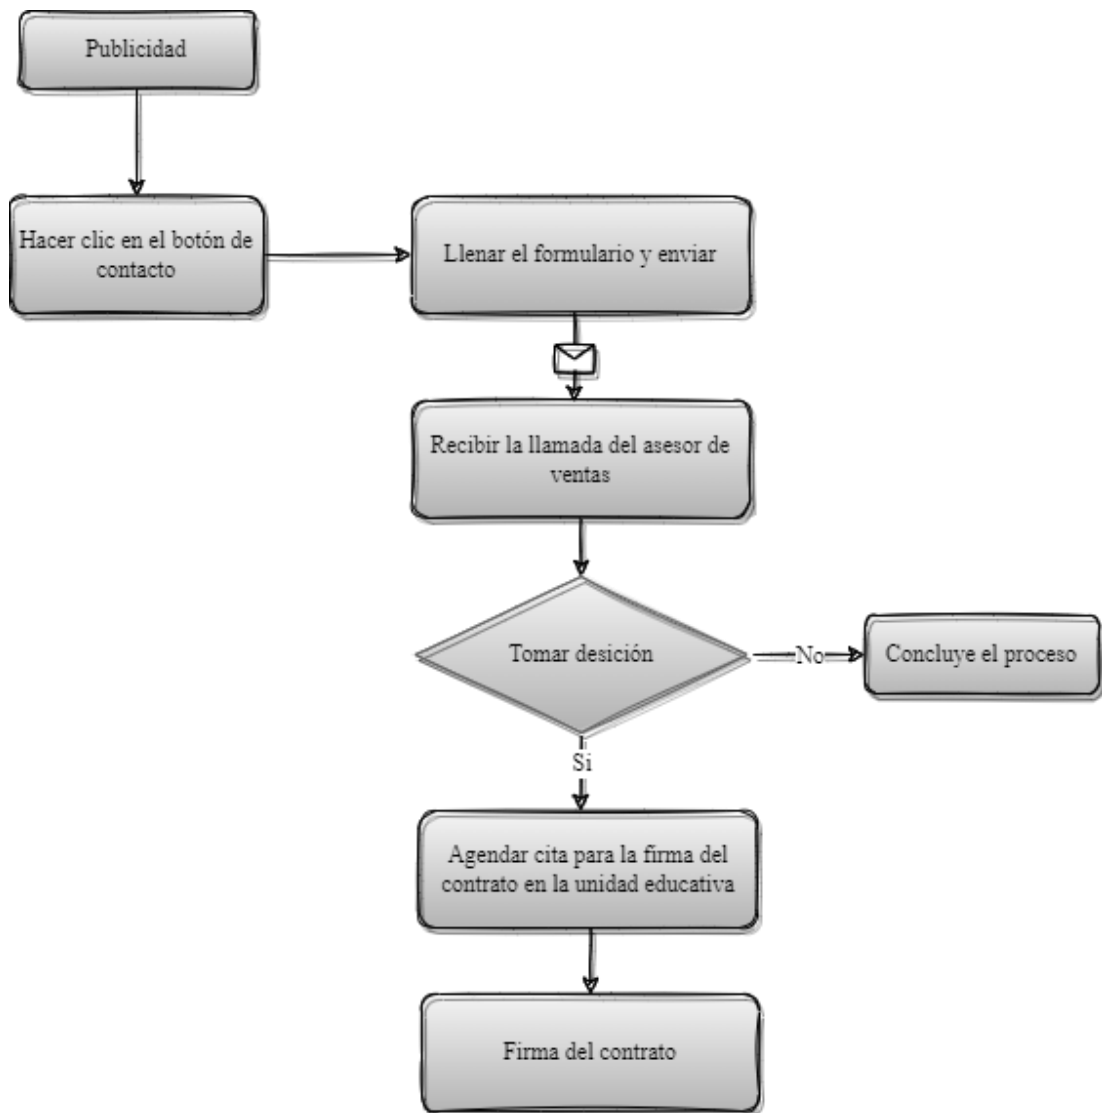 Publicidad
Hacer clic en el botón de
contacto
Llenar el formulario y enviar
Recibir la llamada del asesor de
ventas
Tomar desición
No
Concluye el proceso
Si
Agendar cita para la firma del
contrato en la unidad educativa
Firma del contrato